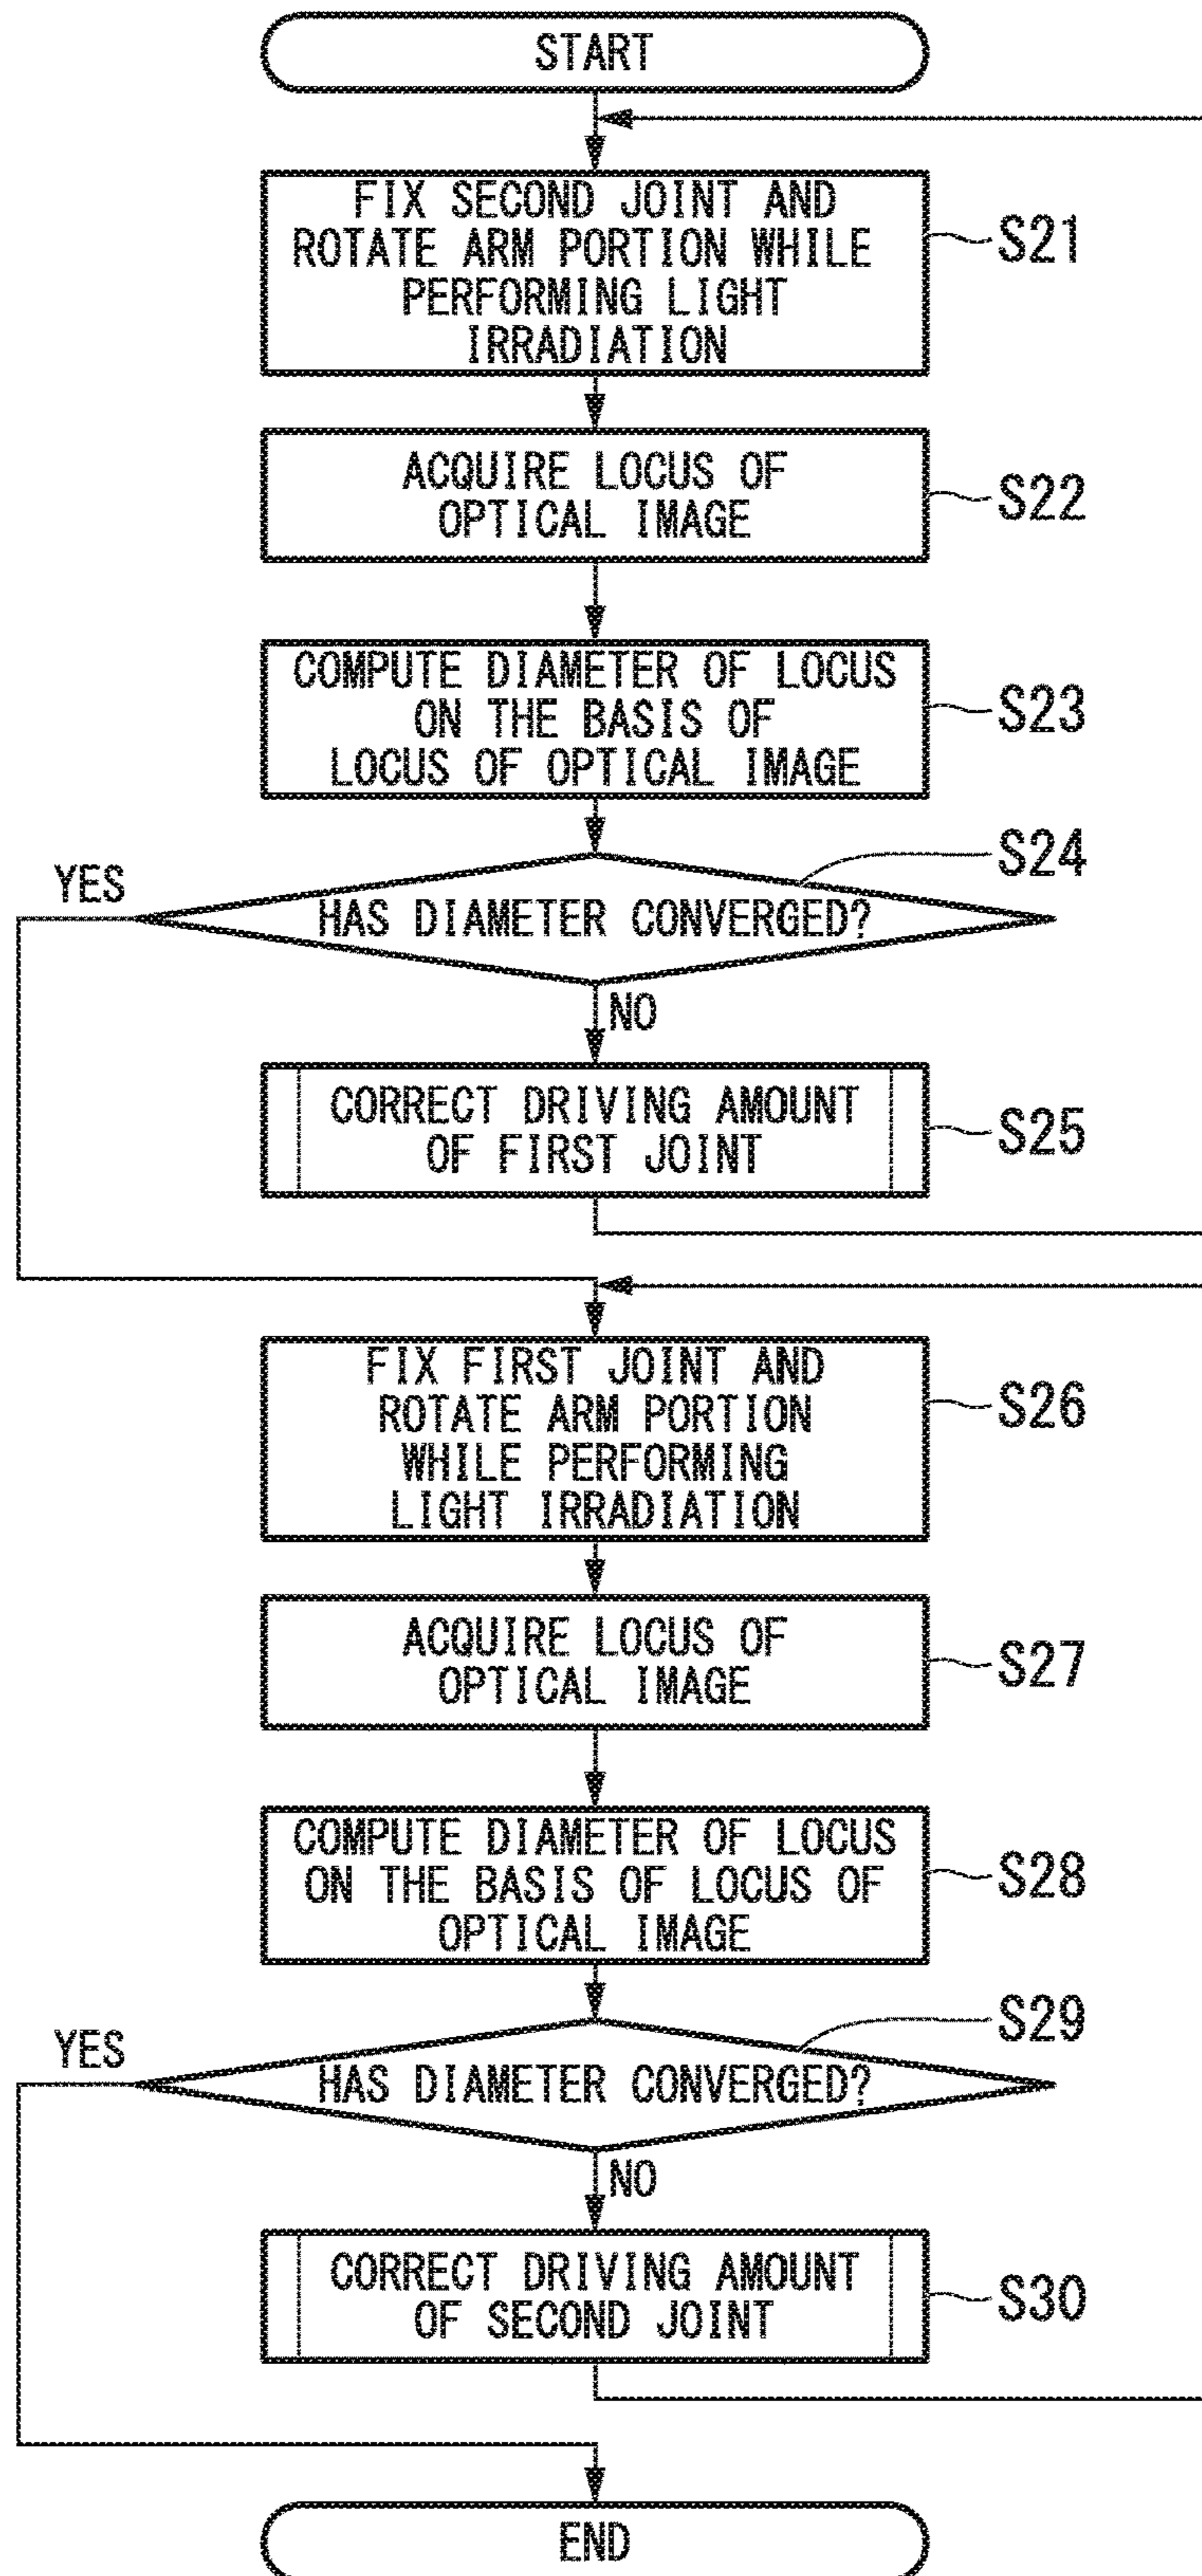 START
FIX SECOND JOINT AND
ROTATE ARM PORTION WHILE
PERFORMING LIGHT
IRRADIATION
S21
ACQUIRE LOCUS OF
OPTICAL IMAGE
S22
COMPUTE DIAMETER OF LOCUS
ON THE BASIS OF
LOCUS OF OPTICAL IMAGE
S23
S24
YES
HAS DIAMETER CONVERGED?
NO
CORRECT DRIVING AMOUNT
OF FIRST JOINT
S25
FIX FIRST JOINT AND
ROTATE ARM PORTION
WHILE PERFORMING
LIGHT IRRADIATION
S26
ACQUIRE LOCUS OF
OPTICAL IMAGE
S27
COMPUTE DIAMETER OF LOCUS
ON THE BASIS OF LOCUS OF
OPTICAL IMAGE
S28
S29
YES
HAS DIAMETER CONVERGED?
NO
CORRECT DRIVING AMOUNT
OF SECOND JOINT
S30
END